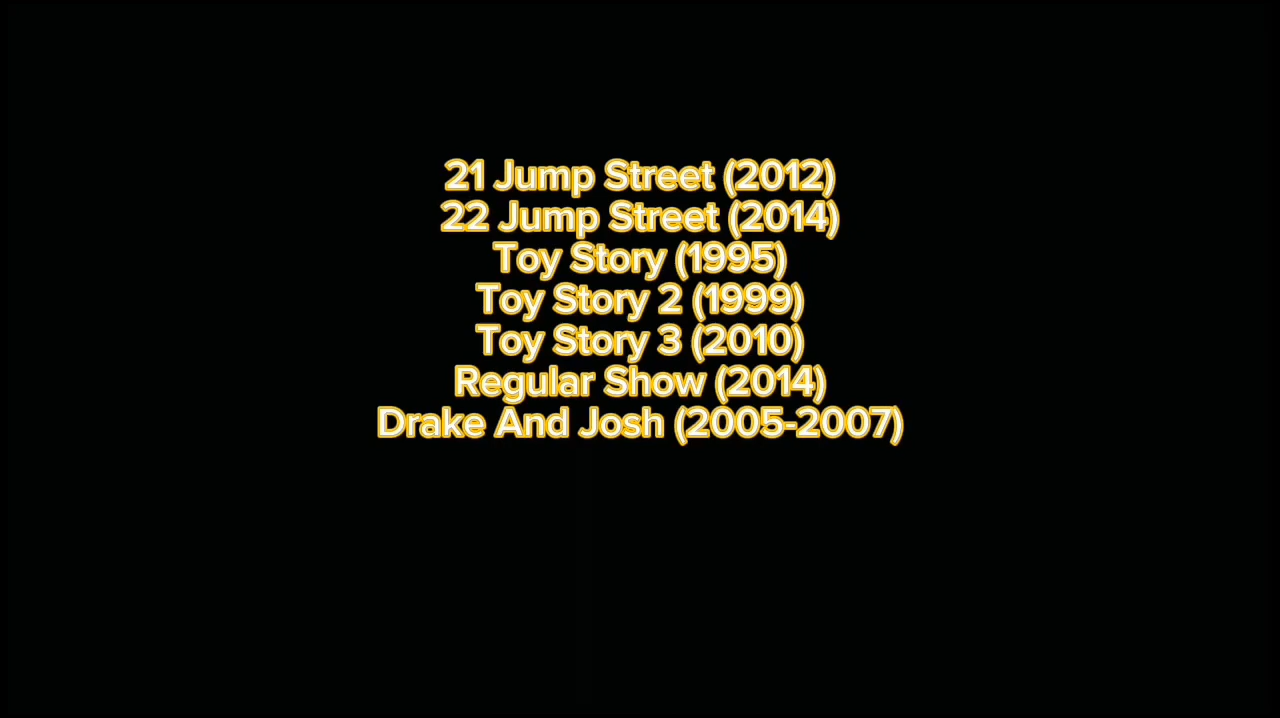 21 Jump Street (2012)
22 Jump Street (2014)
Toy Story (1995)
Toy Story 2 (1999)
Toy Story 3 (2010)
Regular Show (2014)
Drake And Josh (2005-2007)